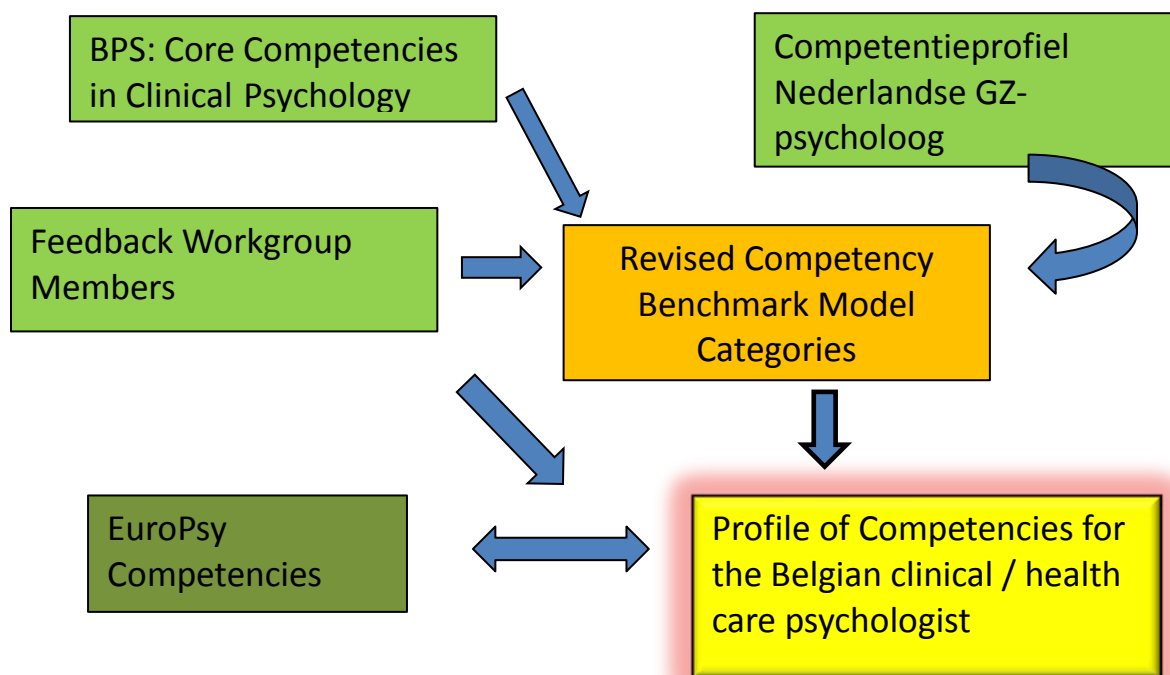 BPS: Core Competencies
in Clinical Psychology
Competentieprofiel
Nederlandse GZ-
psycholoog
Feedback Workgroup
Members
Revised Competency
Benchmark Model
Categories
EuroPsy
Competencies
Profile of Competencies for
the Belgian clinical / health
care psychologist